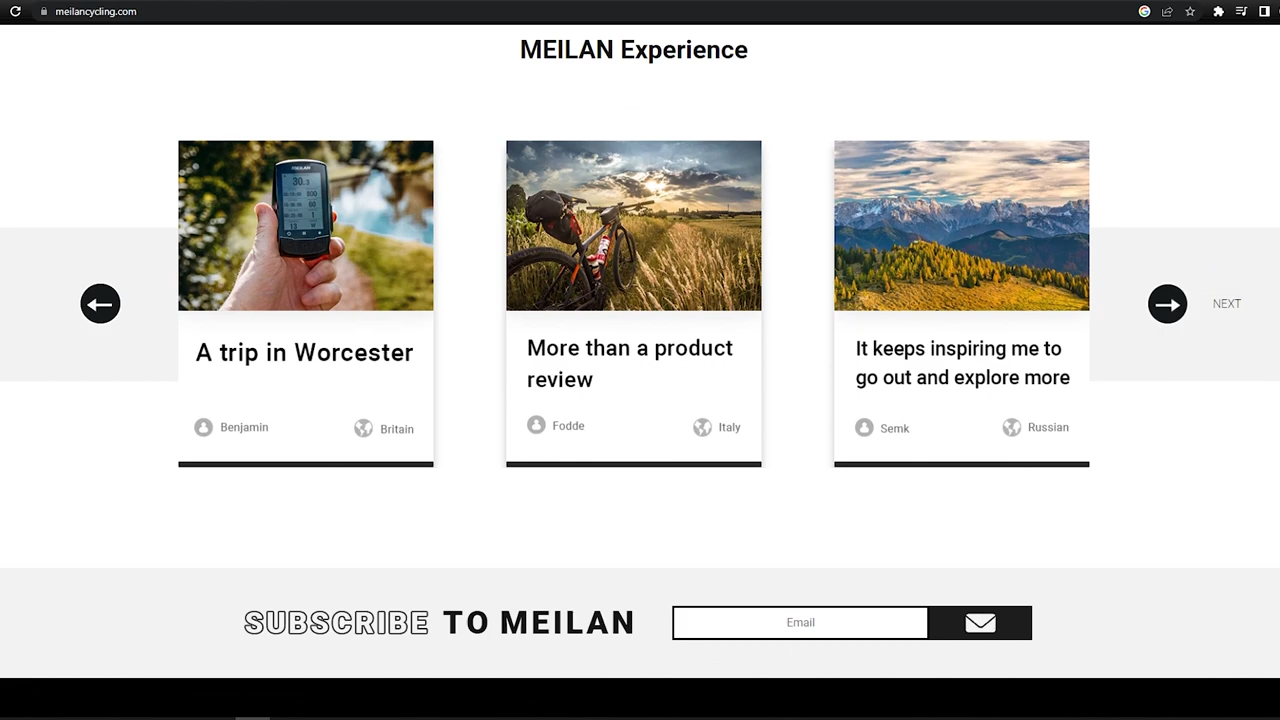 meilancycling.com
MEILAN Experience
MEILAN
A trip in Worcester
Benjamin
Britain
More than a product
review
Fodde
Italy
It keeps inspiring me to
go out and explore more
Semk
Russian
NEXT
SUBSCRIBE TO MEILAN
Email